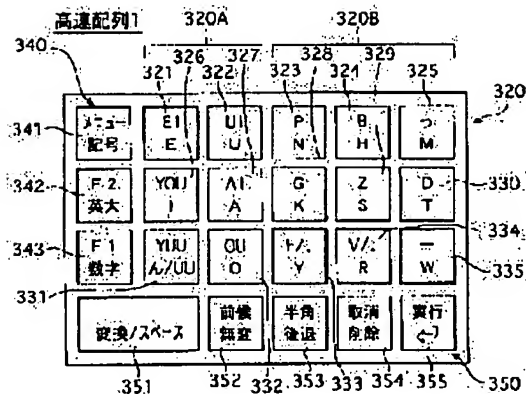 高速配列1
320A 320B
340 326 327 328 329
321 322 323 324 325
320
341 342 343
メニュー EI UI P B っ
記号 E U N H M
F2 YOU AI G Z D
英大 I A K S T
330
F1 YUU OU F/. V/. ー
数字 ん/UU O Y R W
334
335
331
変換/スペース 前候 半角 取消 実行
無変 後退 削除 ↵
351 352 332 353 333 354 355 350